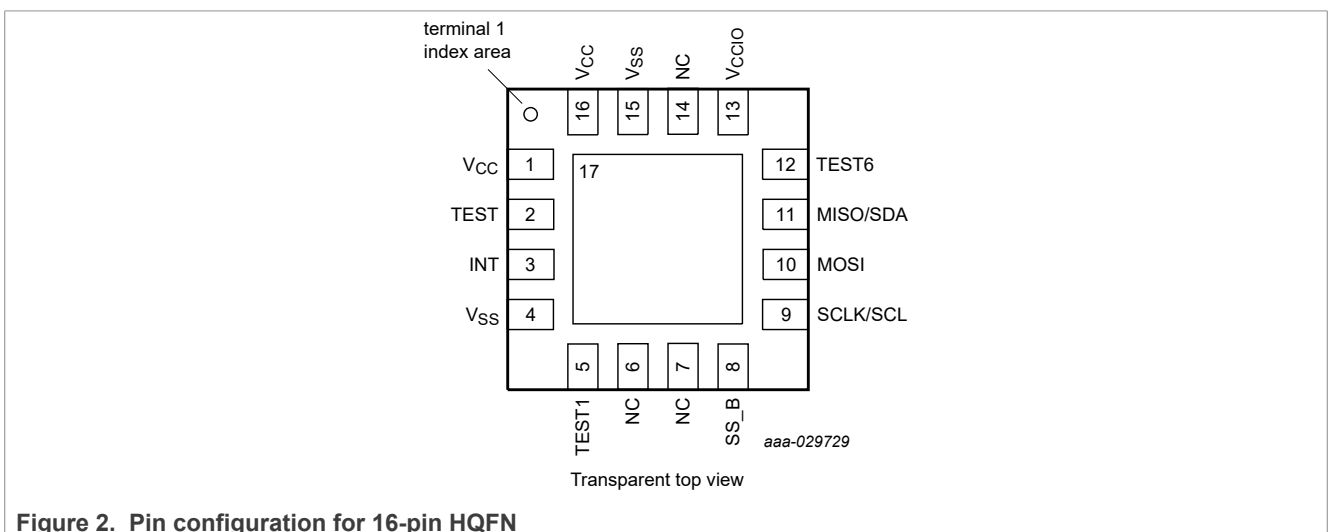 terminal 1
index area
VCC
VSS
NC
VCCIO
16
15
14
13
VCC 1
17
12 TEST6
TEST 2
11 MISO/SDA
INT 3
10 MOSI
VSS 4
9 SCLK/SCL
5
6
7
8
TEST1
NC
NC
SS_B
aaa-029729
Transparent top view
Figure 2. Pin configuration for 16-pin HQFN